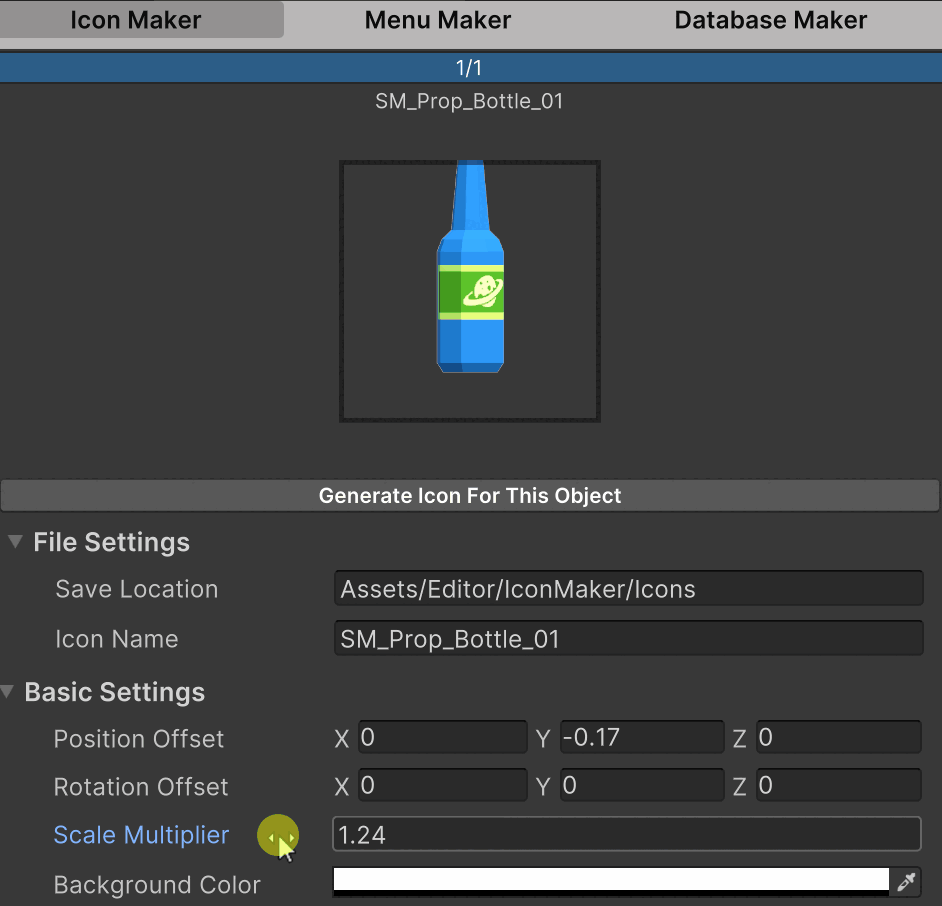 Icon Maker Menu Maker Database Maker
1/1
SM_Prop_Bottle_01
Generate Icon For This Object
File Settings
Save Location Assets/Editor/IconMaker/Icons
Icon Name SM_Prop_Bottle_01
Basic Settings
Position Offset X 0 Y -0.17 Z 0
Rotation Offset X 0 Y 0 Z 0
Scale Multiplier 1.24
Background Color